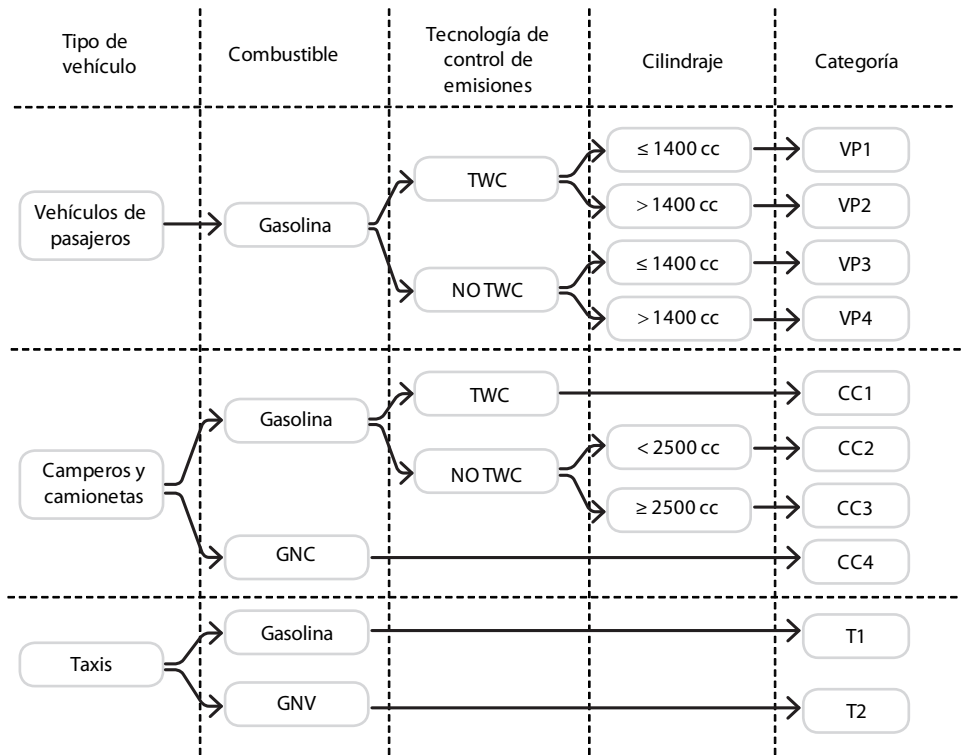 Tipo de
vehículo
Combustible
Tecnología de
control de
emisiones
Cilindraje
Categoría
Vehículos de
pasajeros
Gasolina
TWC
≤ 1400 cc
VP1
> 1400 cc
VP2
NO TWC
≤ 1400 cc
VP3
> 1400 cc
VP4
Camperos y
camionetas
Gasolina
TWC
CC1
NO TWC
< 2500 cc
CC2
≥ 2500 cc
CC3
GNC
CC4
Taxis
Gasolina
T1
GNV
T2